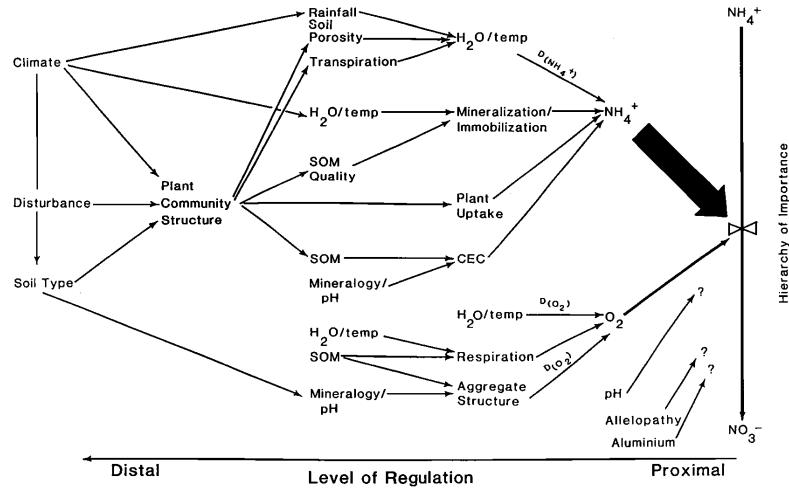 Rainfall
Soil
Porosity
H₂O/temp
D(NH₄+)
NH₄⁺
Climate
Transpiration
H₂O/temp
Mineralization/
Immobilization
NH₄⁺
SOM
Quality
Plant
Community
Structure
Disturbance
Plant
Uptake
Hierarchy of Importance
SOM
CEC
Soil Type
Mineralogy/
pH
H₂O/temp
D(O₂)
O₂
?
H₂O/temp
SOM
Respiration
D(O₂)
?
?
Mineralogy/
pH
Aggregate
Structure
pH
Allelopathy
Aluminium
NO₃⁻
Distal
Level of Regulation
Proximal